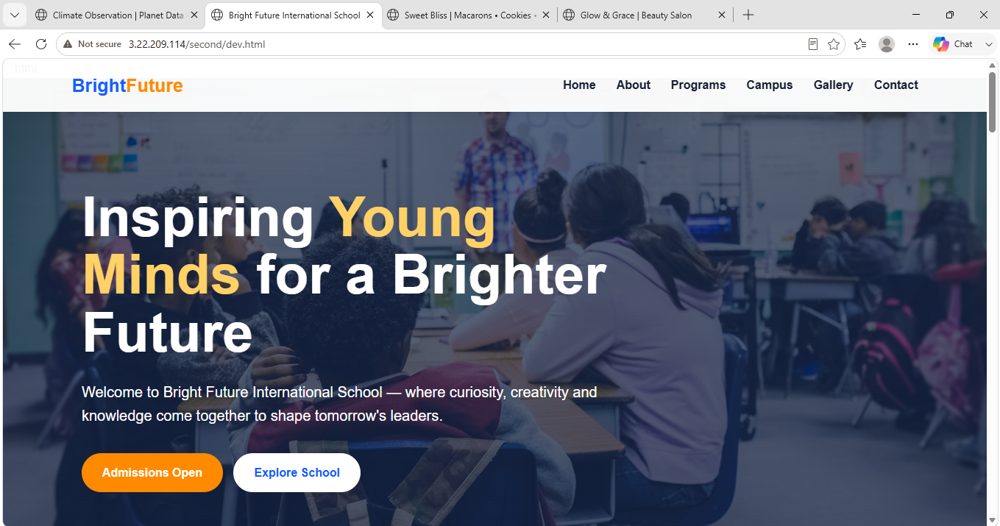 Climate Observation | Planet Data
Bright Future International School
Sweet Bliss | Macarons • Cookies •
Glow & Grace | Beauty Salon
Not secure 3.22.209.114/second/dev.html
Chat
html
BrightFuture
Home About Programs Campus Gallery Contact
Inspiring Young
Minds for a Brighter
Future
Welcome to Bright Future International School — where curiosity, creativity and
knowledge come together to shape tomorrow's leaders.
Admissions Open Explore School